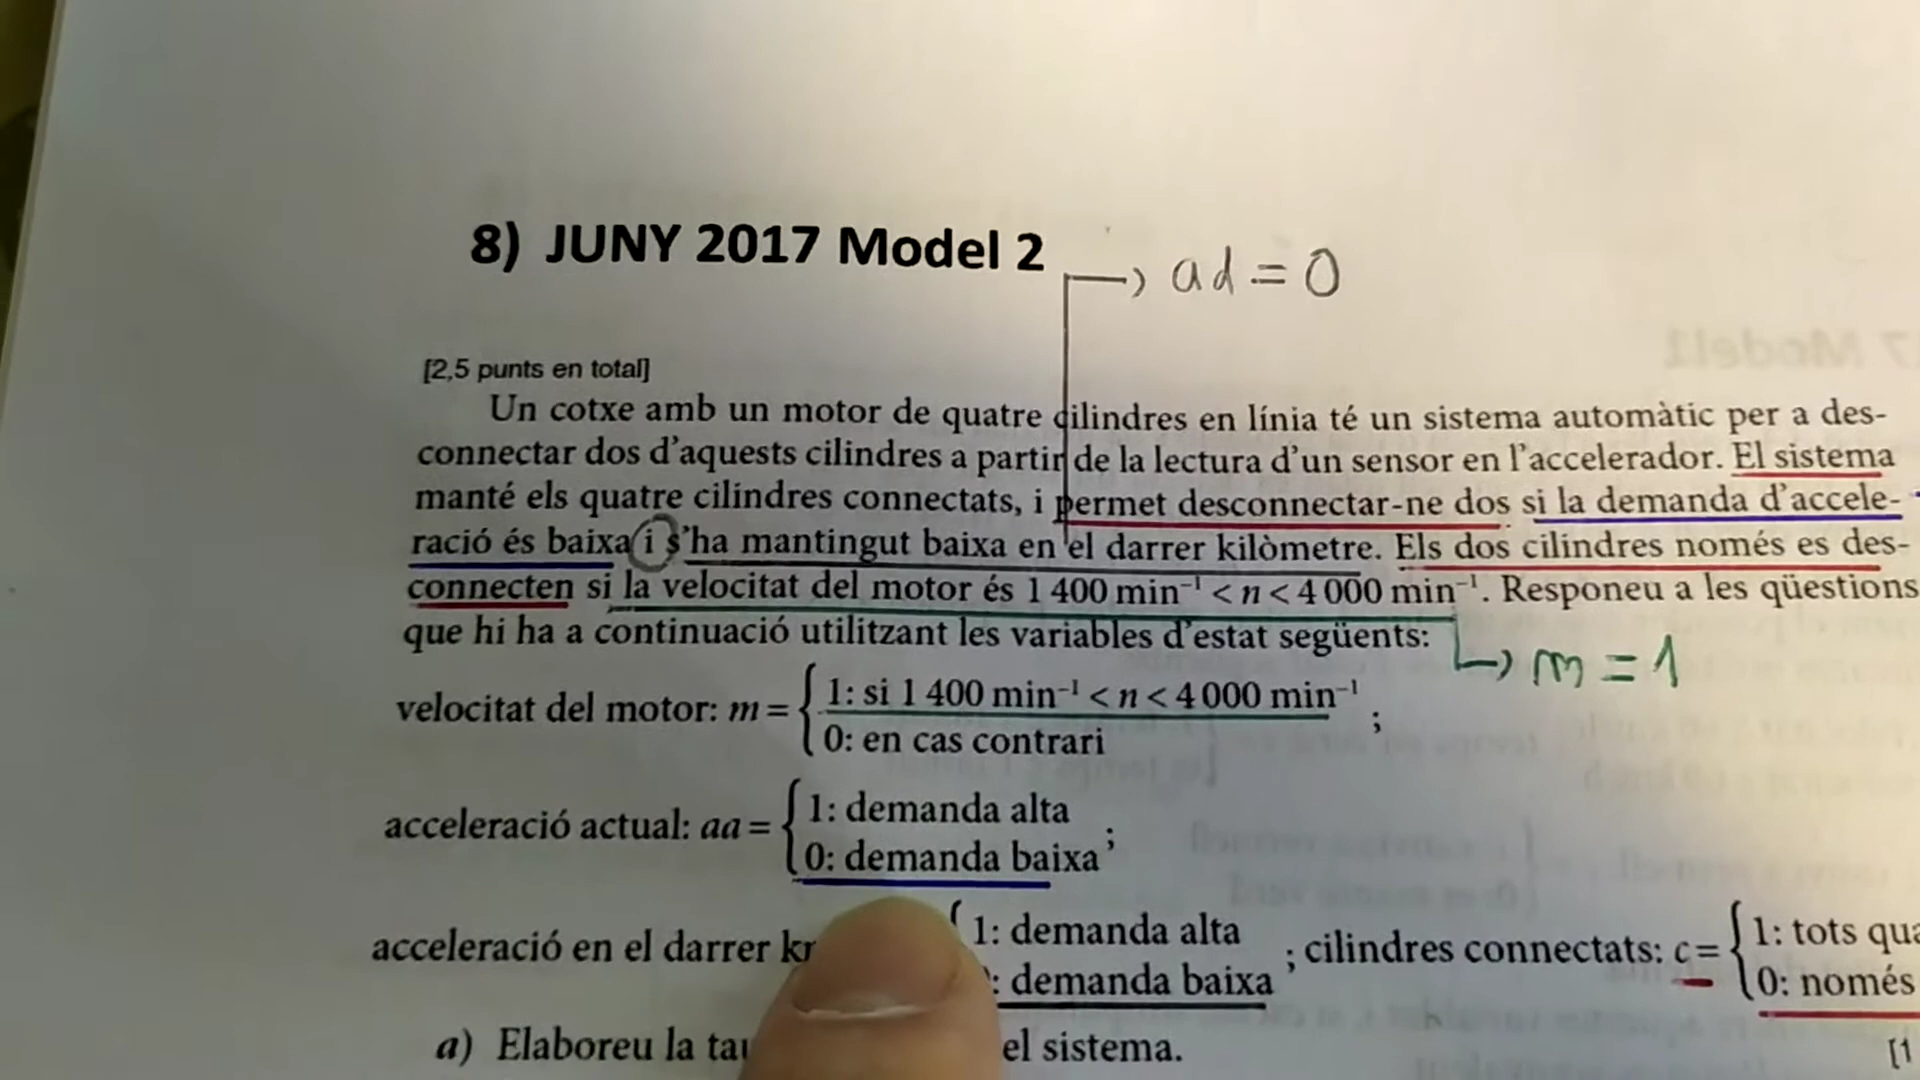 8) JUNY 2017 Model 2
ad = 0
[2,5 punts en total]
Un cotxe amb un motor de quatre cilindres en línia té un sistema automàtic per a des-
connectar dos d'aquests cilindres a partir de la lectura d'un sensor en l'accelerador. El sistema
manté els quatre cilindres connectats, i permet desconnectar-ne dos si la demanda d'accele-
ració és baixa i s'ha mantingut baixa en el darrer kilòmetre. Els dos cilindres només es des-
connecten si la velocitat del motor és 1 400 min⁻¹ < n < 4 000 min⁻¹. Responeu a les qüestions
que hi ha a continuació utilitzant les variables d'estat següents:
m = 1
velocitat del motor: m = { 1: si 1 400 min⁻¹ < n < 4 000 min⁻¹ ;
0: en cas contrari
acceleració actual: aa = { 1: demanda alta
0: demanda baixa ;
acceleració en el darrer { 1: demanda alta ; cilindres connectats: c = { 1: tots
: demanda baixa 0: només
a) Elaboreu la el sistema.
[1